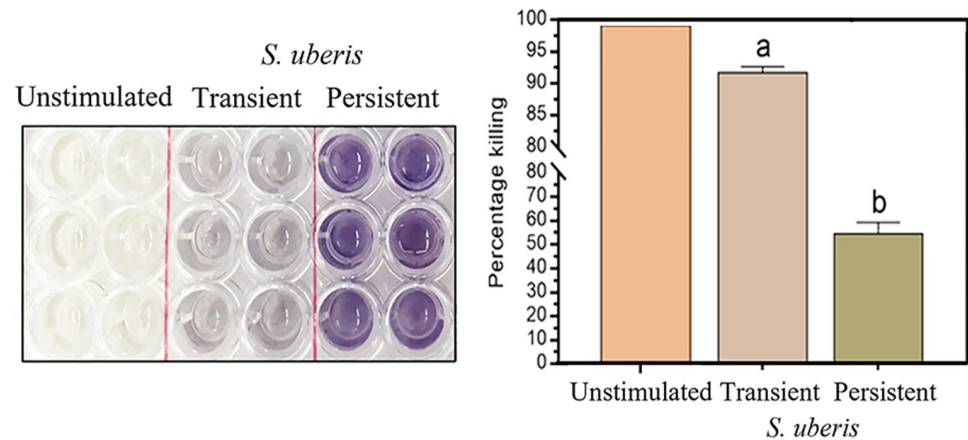 S. uberis
Unstimulated Transient Persistent
100
95
90
85
80
80
70
60
50
40
30
20
10
0
Percentage killing
a
b
Unstimulated Transient Persistent
S. uberis